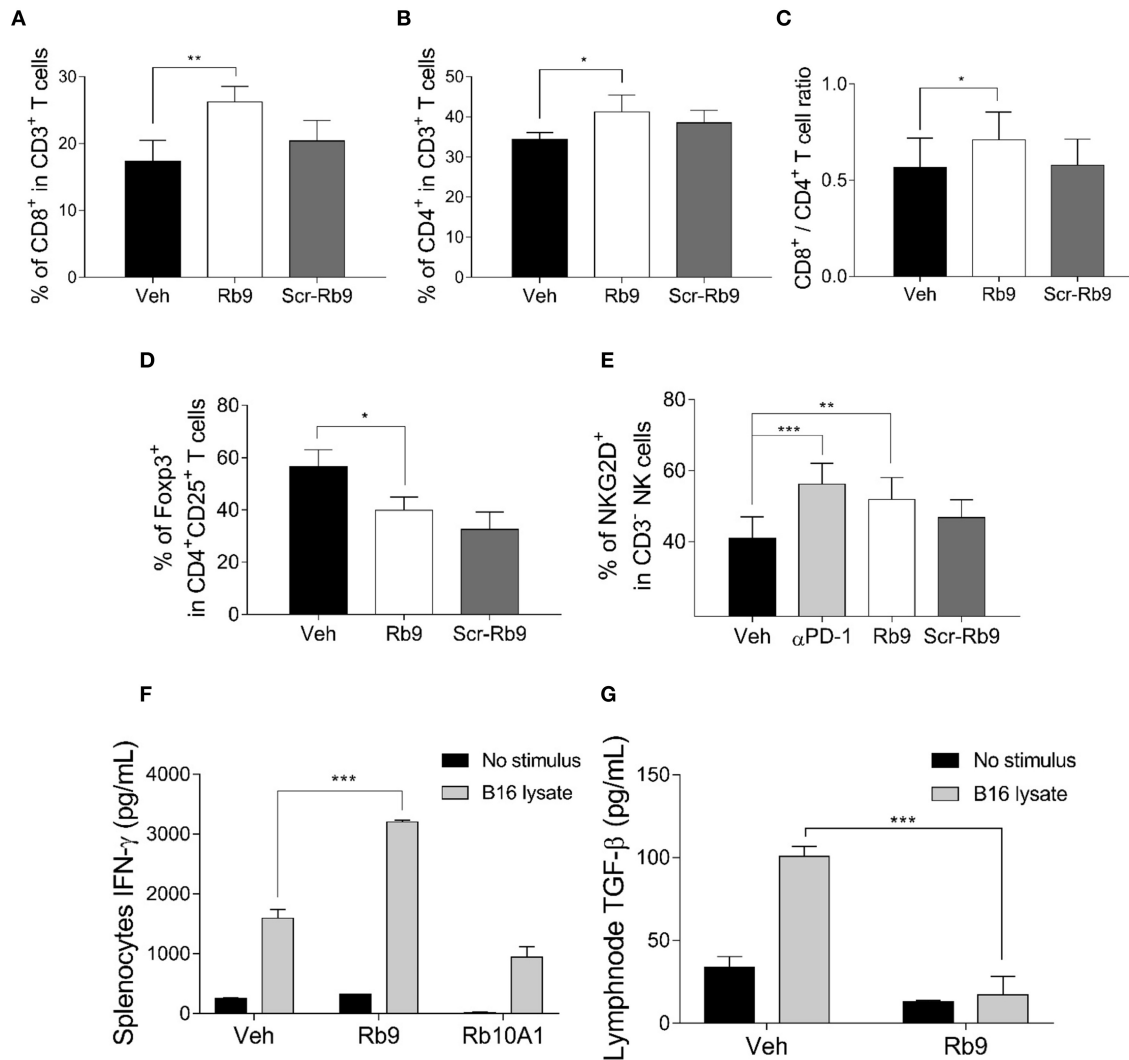 A
% of CD8+ in CD3+ T cells
30
20
10
0
**
Veh
Rb9
Scr-Rb9
B
% of CD4+ in CD3+ T cells
50
40
30
20
10
0
*
Veh
Rb9
Scr-Rb9
C
CD8+ / CD4+ T cell ratio
1.0
0.5
0.0
*
Veh
Rb9
Scr-Rb9
D
% of Foxp3+
in CD4+CD25+ T cells
80
60
40
20
0
*
Veh
Rb9
Scr-Rb9
E
% of NKG2D+
in CD3- NK cells
80
60
40
**
***
Veh
αPD-1
Rb9
Scr-Rb9
F
Splenocytes IFN-γ (pg/mL)
4000
3000
2000
1000
0
No stimulus
B16 lysate
***
Veh
Rb9
Rb10A1
G
Lymphnode TGF-β (pg/mL)
150
100
50
0
No stimulus
B16 lysate
***
Veh
Rb9